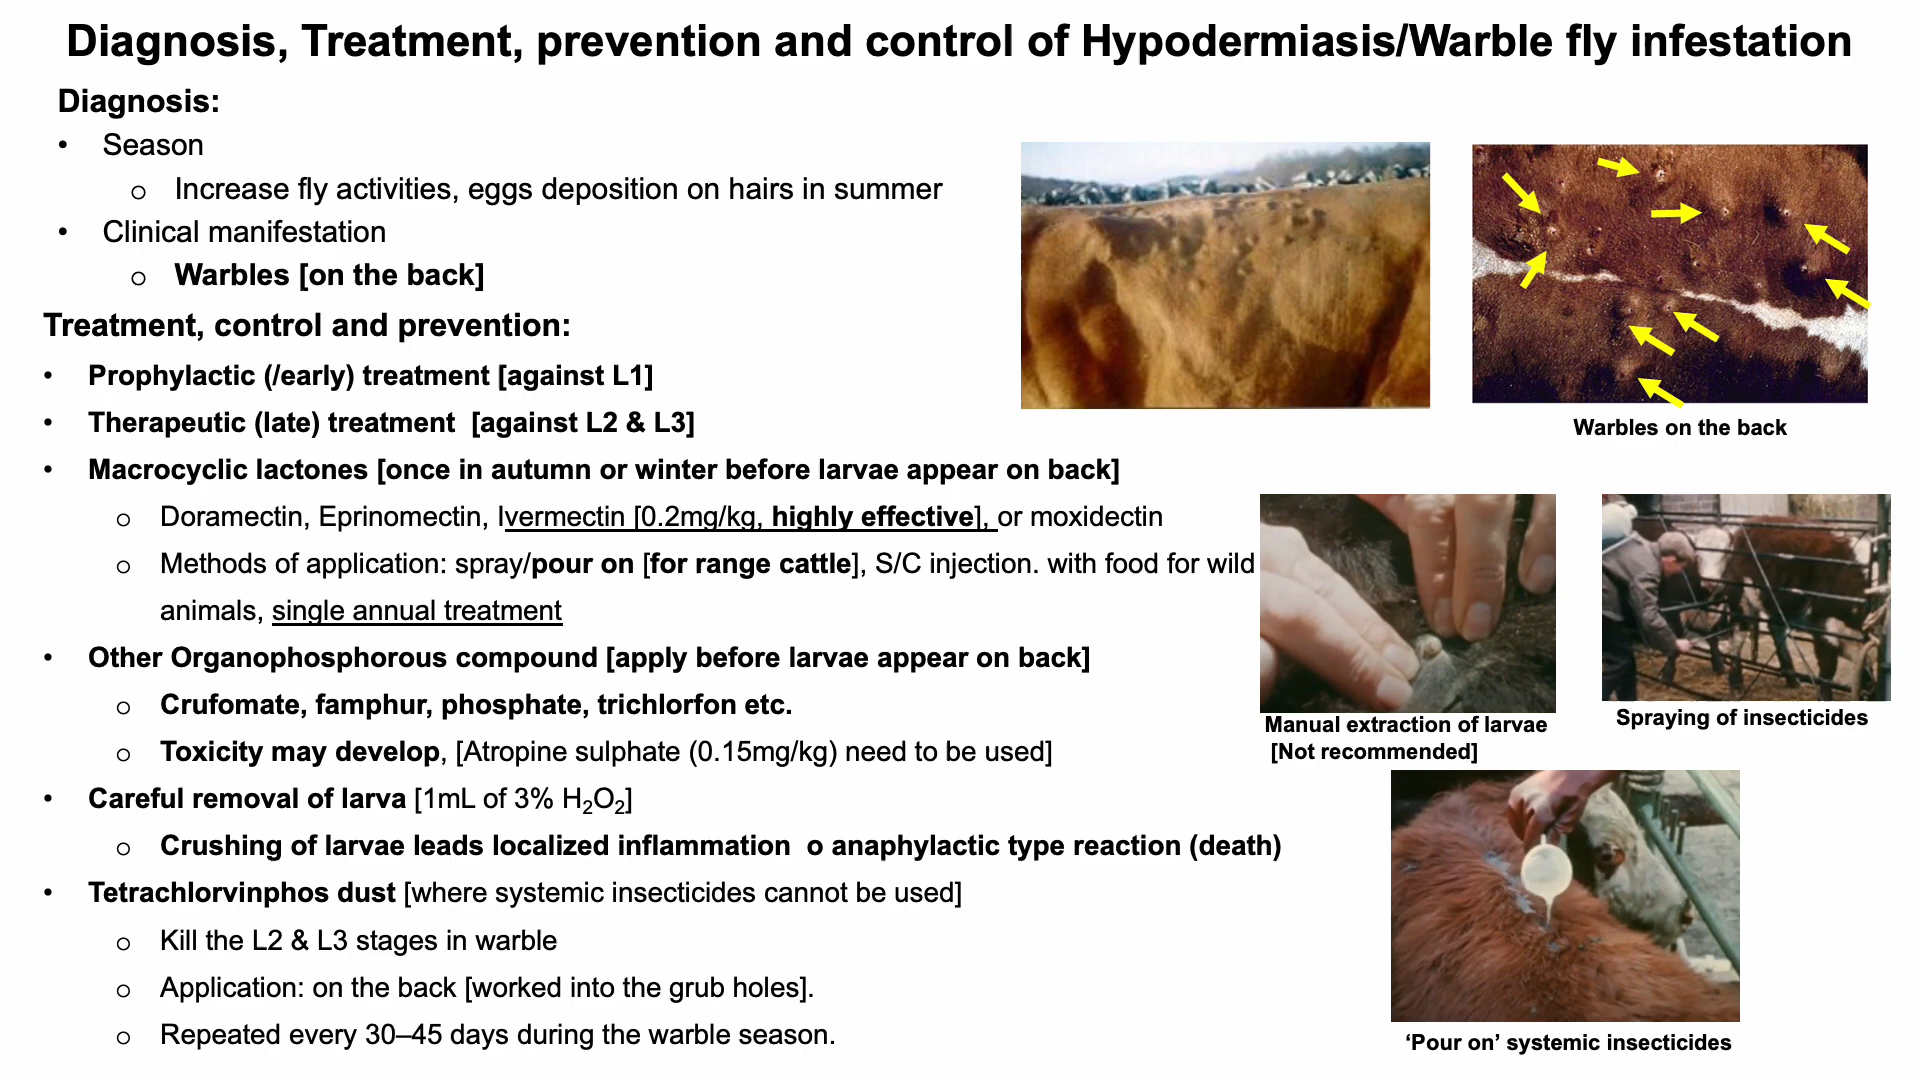 Diagnosis, Treatment, prevention and control of Hypodermiasis/Warble fly infestation
Diagnosis:
• Season
o Increase fly activities, eggs deposition on hairs in summer
• Clinical manifestation
o Warbles [on the back]
Treatment, control and prevention:
• Prophylactic (/early) treatment [against L1]
• Therapeutic (late) treatment [against L2 & L3]
• Macrocyclic lactones [once in autumn or winter before larvae appear on back]
o Doramectin, Eprinomectin, Ivermectin [0.2mg/kg, highly effective], or moxidectin
o Methods of application: spray/pour on [for range cattle], S/C injection. with food for wild
animals, single annual treatment
• Other Organophosphorous compound [apply before larvae appear on back]
o Crufomate, famphur, phosphate, trichlorfon etc.
o Toxicity may develop, [Atropine sulphate (0.15mg/kg) need to be used]
• Careful removal of larva [1mL of 3% H₂O₂]
o Crushing of larvae leads localized inflammation o anaphylactic type reaction (death)
• Tetrachlorvinphos dust [where systemic insecticides cannot be used]
o Kill the L2 & L3 stages in warble
o Application: on the back [worked into the grub holes].
o Repeated every 30–45 days during the warble season.
Warbles on the back
Manual extraction of larvae
[Not recommended]
Spraying of insecticides
‘Pour on’ systemic insecticides